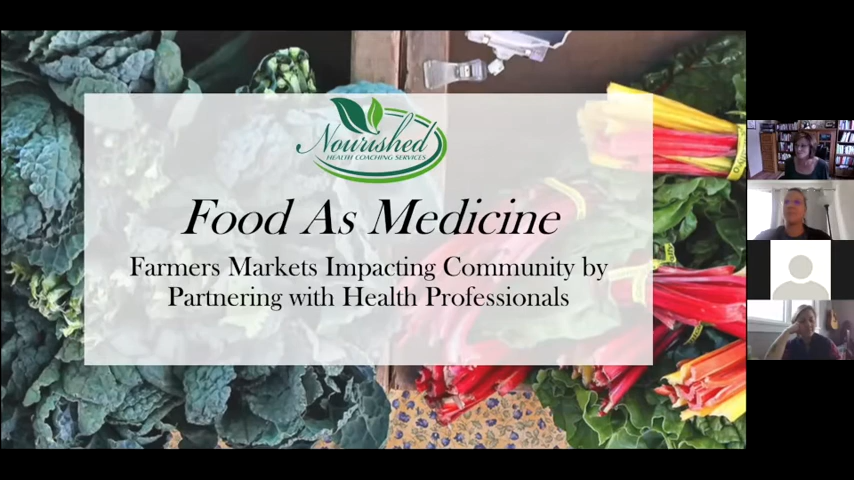 Nourished
HEALTH COACHING SERVICES
Food As Medicine
Farmers Markets Impacting Community by
Partnering with Health Professionals